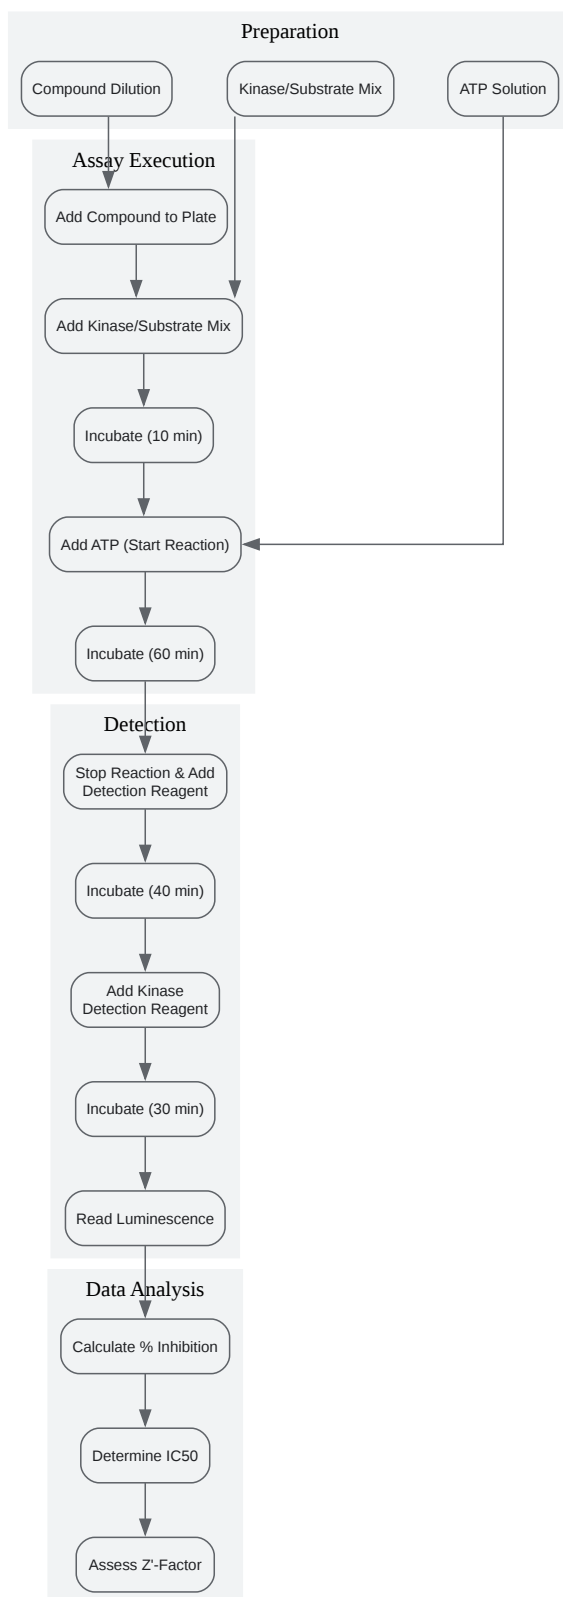 Preparation
Compound Dilution
Kinase/Substrate Mix
ATP Solution
Assay Execution
Add Compound to Plate
Add Kinase/Substrate Mix
Incubate (10 min)
Add ATP (Start Reaction)
Incubate (60 min)
Detection
Stop Reaction & Add
Detection Reagent
Incubate (40 min)
Add Kinase
Detection Reagent
Incubate (30 min)
Read Luminescence
Data Analysis
Calculate % Inhibition
Determine IC50
Assess Z'-Factor